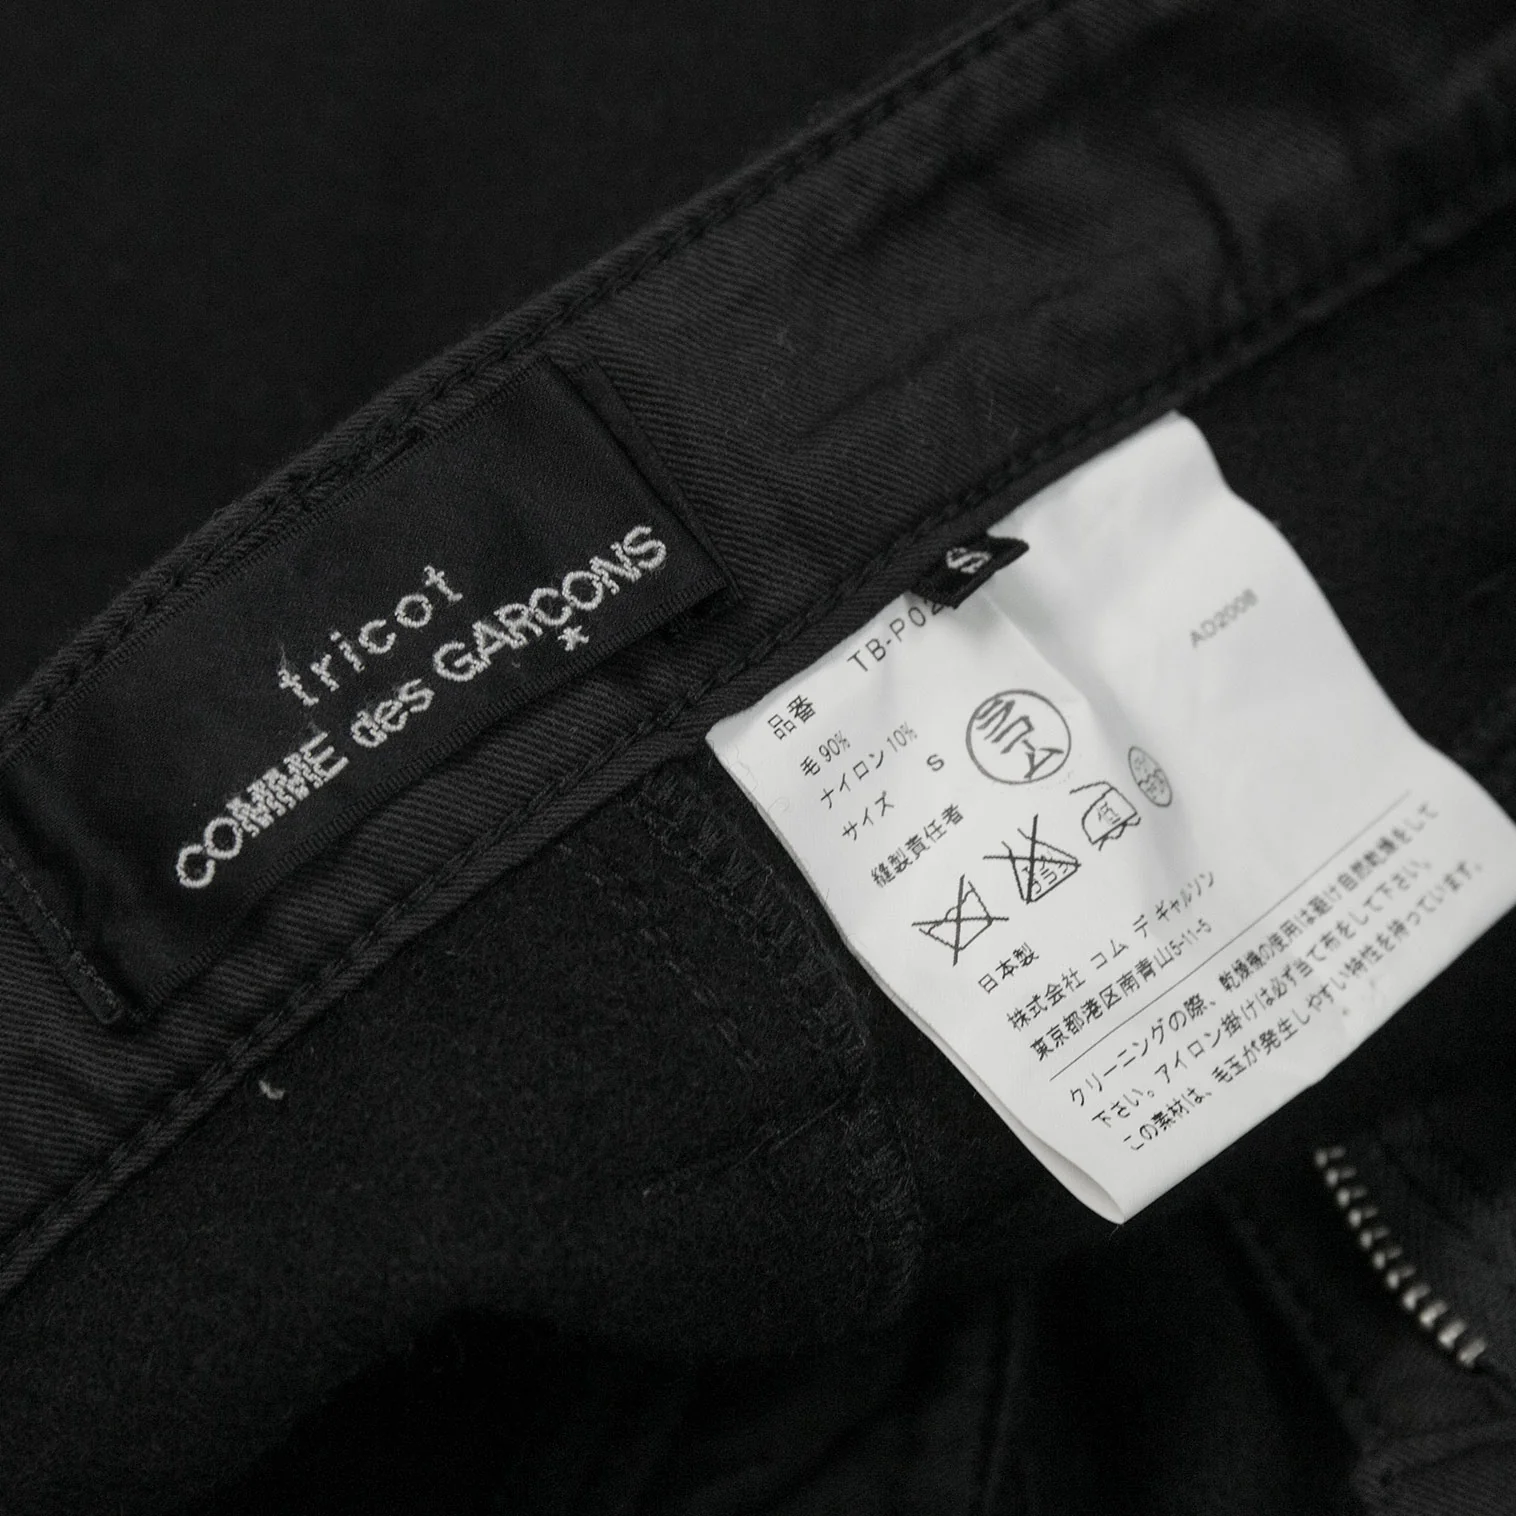 tricot
COMME des GARCONS
*
S
品番 TB-P02
AD2008
毛 90%
ナイロン 10%
サイズ S
縫製責任者
日本製
株式会社 コム デ ギャルソン
東京都港区南青山5-11-5
クリーニングの際、乾燥機の使用は避け自然乾燥をして
下さい。アイロン掛けは必ず当て布をして下さい。
この素材は、毛玉が発生しやすい特性を持っています。